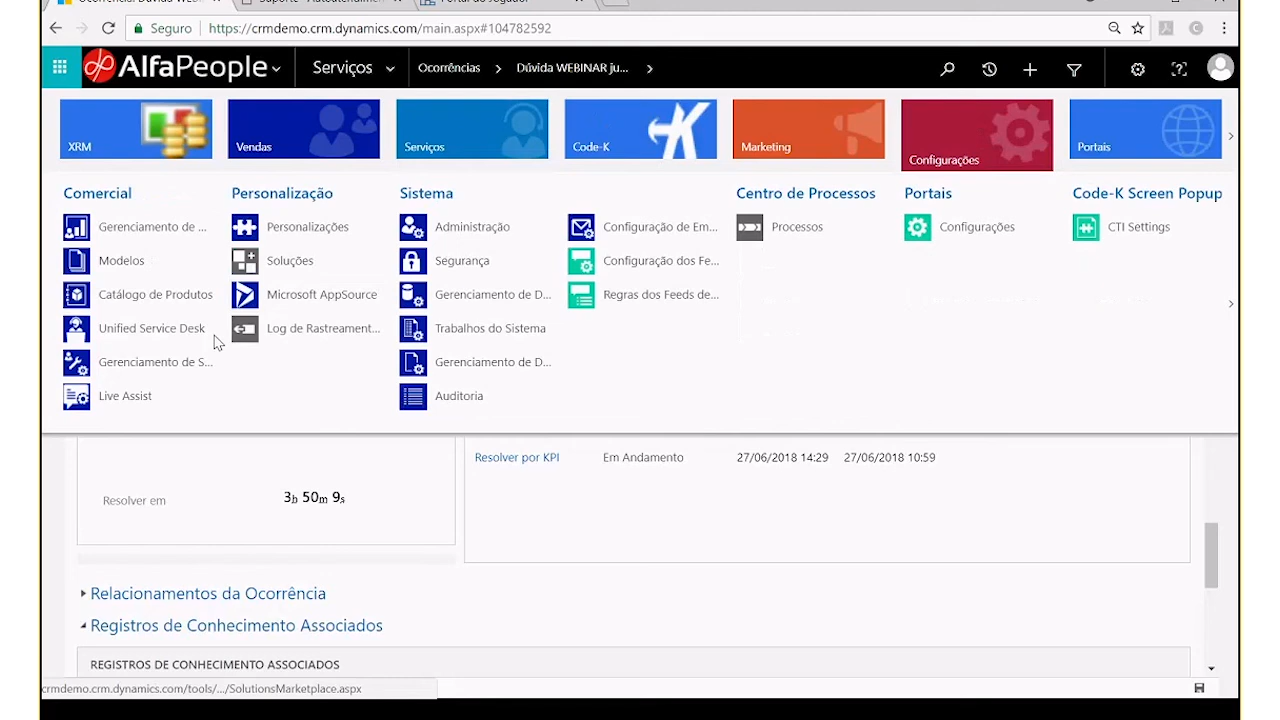 Seguro
https://crmdemo.crm.dynamics.com/main.aspx#104782592
AlfaPeople
Serviços
Ocorrências
Dúvida WEBINAR ju...
XRM
Vendas
Serviços
Code-K
Marketing
Configurações
Portais
Comercial
Gerenciamento de ...
Modelos
Catálogo de Produtos
Unified Service Desk
Gerenciamento de S...
Live Assist
Personalização
Personalizações
Soluções
Microsoft AppSource
Log de Rastreament...
Sistema
Administração
Segurança
Gerenciamento de D...
Trabalhos do Sistema
Gerenciamento de D...
Auditoria
Configuração de Em...
Configuração dos Fe...
Regras dos Feeds de...
Centro de Processos
Processos
Portais
Configurações
Code-K Screen Popup
CTI Settings
Resolver por KPI
Em Andamento
27/06/2018 14:29
27/06/2018 10:59
Resolver em
3h 50m 9s
Relacionamentos da Ocorrência
Registros de Conhecimento Associados
REGISTROS DE CONHECIMENTO ASSOCIADOS
crmdemo.crm.dynamics.com/tools/.../SolutionsMarketplace.aspx